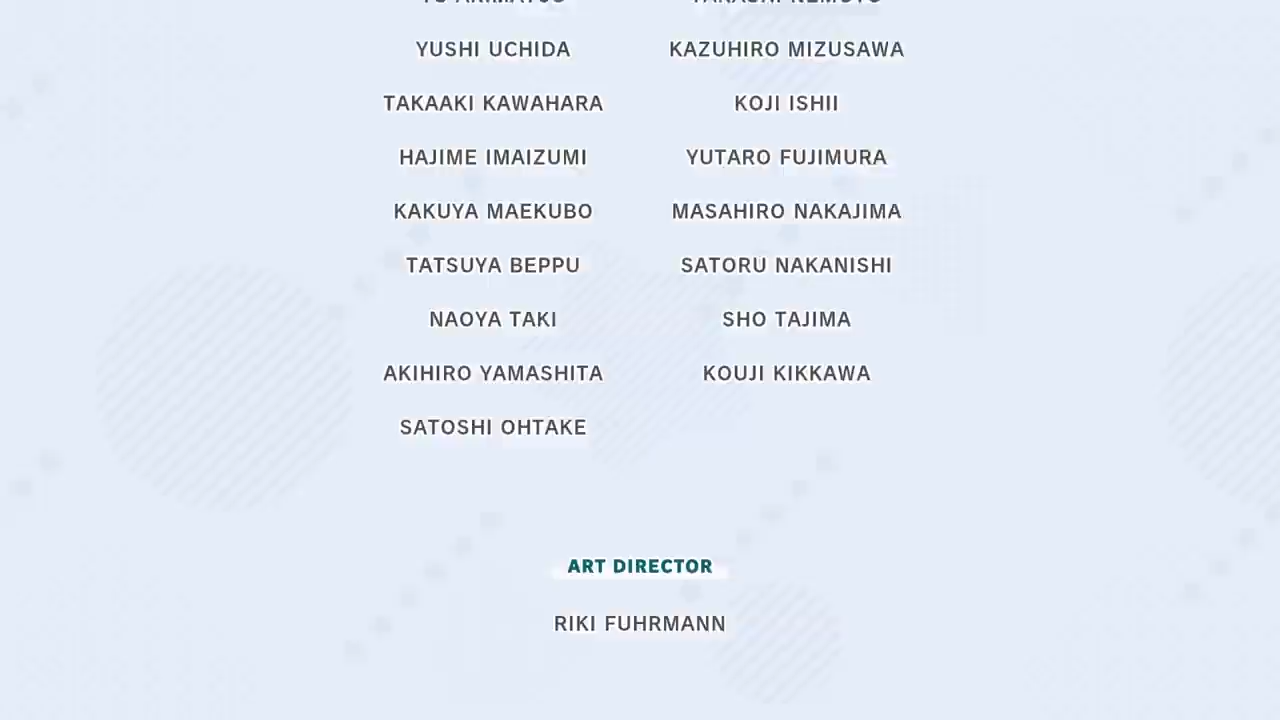 YUSHI UCHIDA KAZUHIRO MIZUSAWA
TAKAAKI KAWAHARA KOJI ISHII
HAJIME IMAIZUMI YUTARO FUJIMURA
KAKUYA MAEKUBO MASAHIRO NAKAJIMA
TATSUYA BEPPU SATORU NAKANISHI
NAOYA TAKI SHO TAJIMA
AKIHIRO YAMASHITA KOUJI KIKKAWA
SATOSHI OHTAKE
ART DIRECTOR
RIKI FUHRMANN